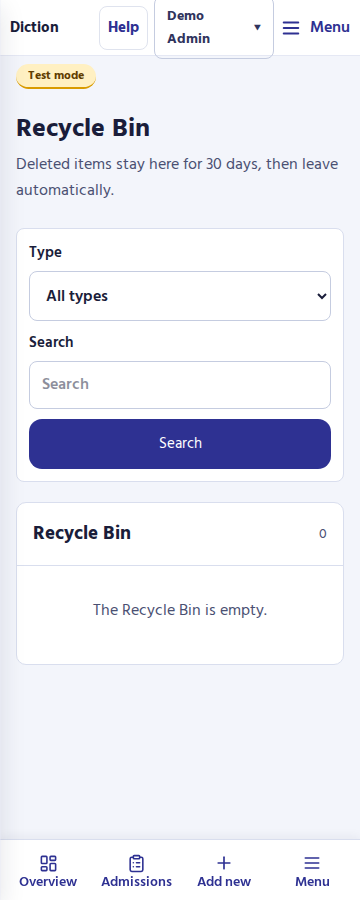 Diction
Help
Demo
Admin
Menu
Test mode
Recycle Bin
Deleted items stay here for 30 days, then leave
automatically.
Type
All types
Search
Search
Search
Recycle Bin
0
The Recycle Bin is empty.
Overview
Admissions
Add new
Menu